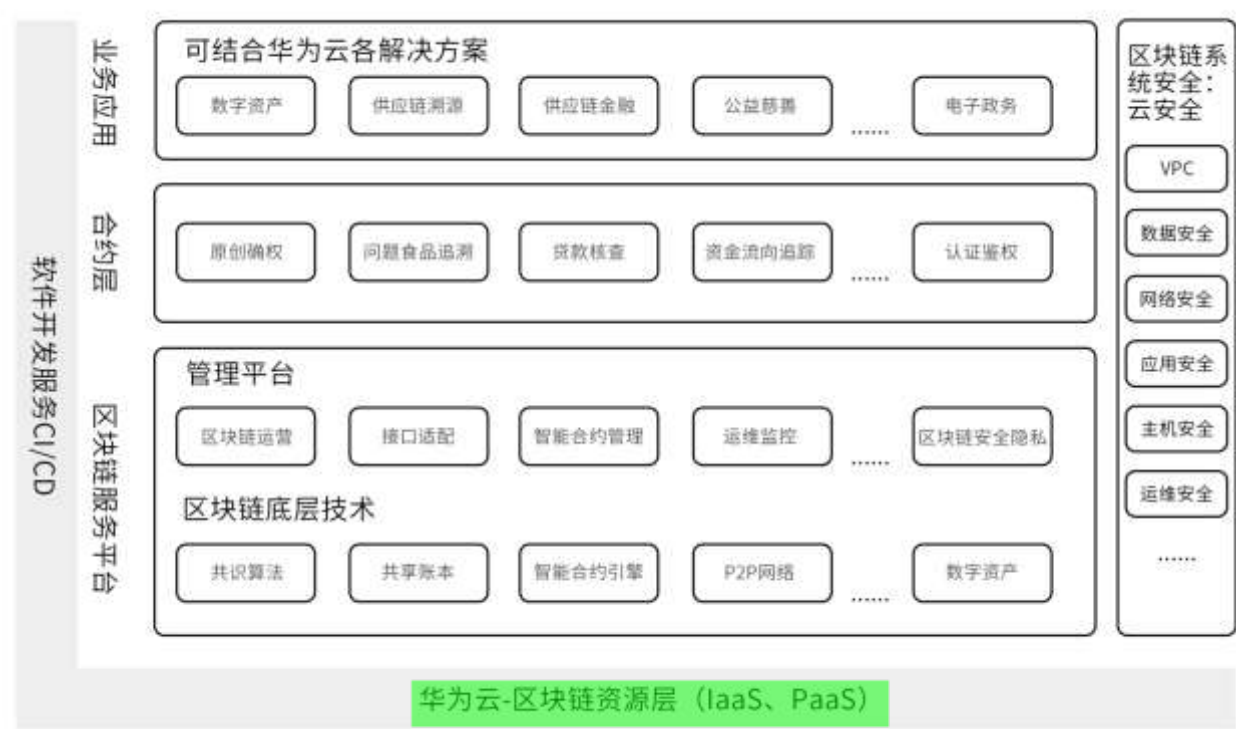 软件开发服务CI/CD
业务应用
可结合华为云各解决方案
数字资产
供应链溯源
供应链金融
公益慈善
……
电子政务
合约层
原创确权
问题食品追溯
贷款核查
资金流向追踪
……
认证鉴权
区块链服务平台
管理平台
区块链运营
接口适配
智能合约管理
运维监控
……
区块链安全隐私
区块链底层技术
共识算法
共享账本
智能合约引擎
P2P网络
……
数字资产
区块链系
统安全：
云安全
VPC
数据安全
网络安全
应用安全
主机安全
运维安全
……
华为云-区块链资源层（IaaS、PaaS）